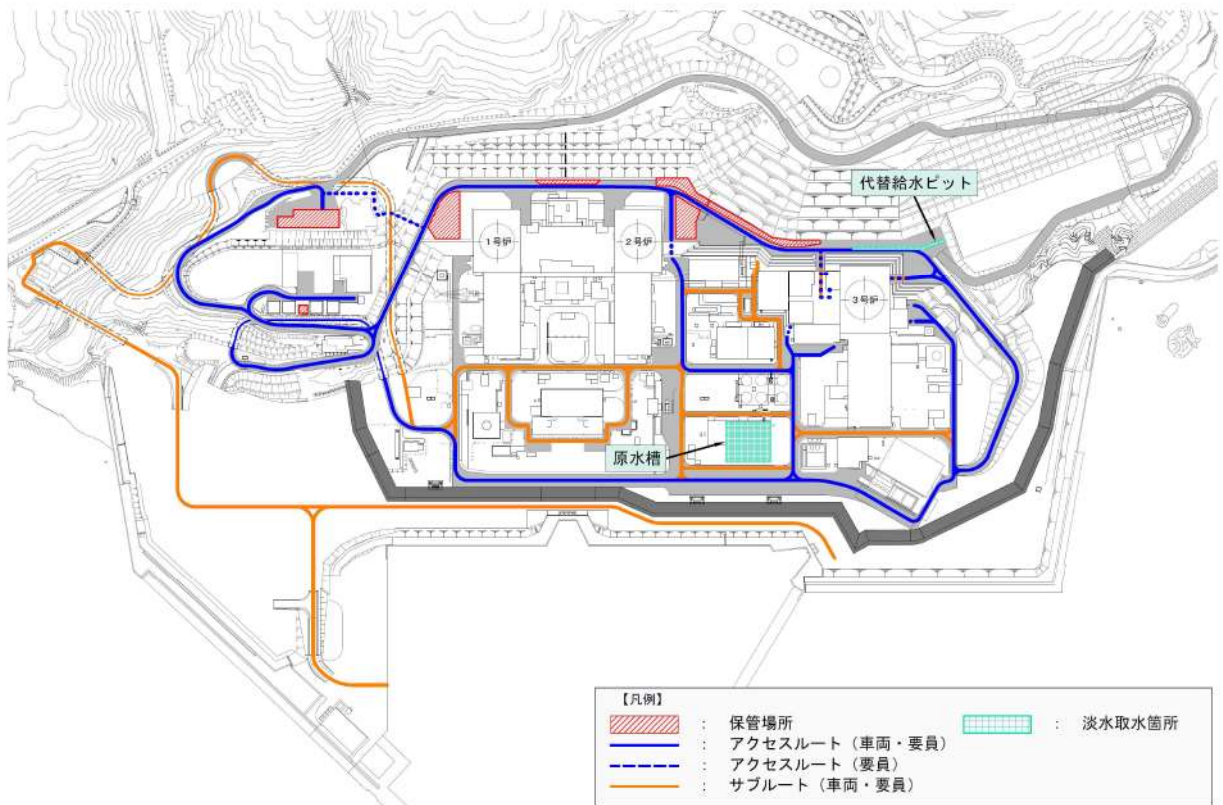 代替給水ピット
1号炉
2号炉
3号炉
原水槽
【凡例】
: 保管場所
: 淡水取水箇所
: アクセスルート（車両・要員）
: アクセスルート（要員）
: サブルート（車両・要員）